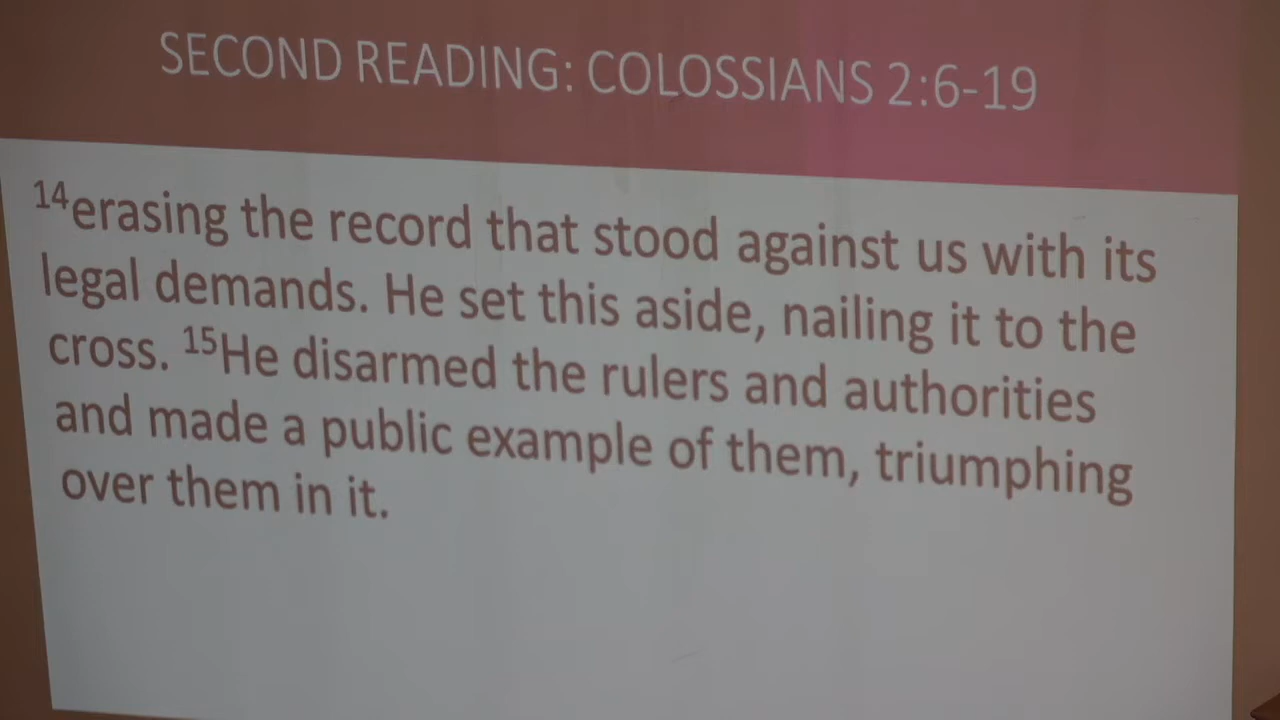 SECOND READING: COLOSSIANS 2:6-19
14erasing the record that stood against us with its
legal demands. He set this aside, nailing it to the
cross. 15He disarmed the rulers and authorities
and made a public example of them, triumphing
over them in it.